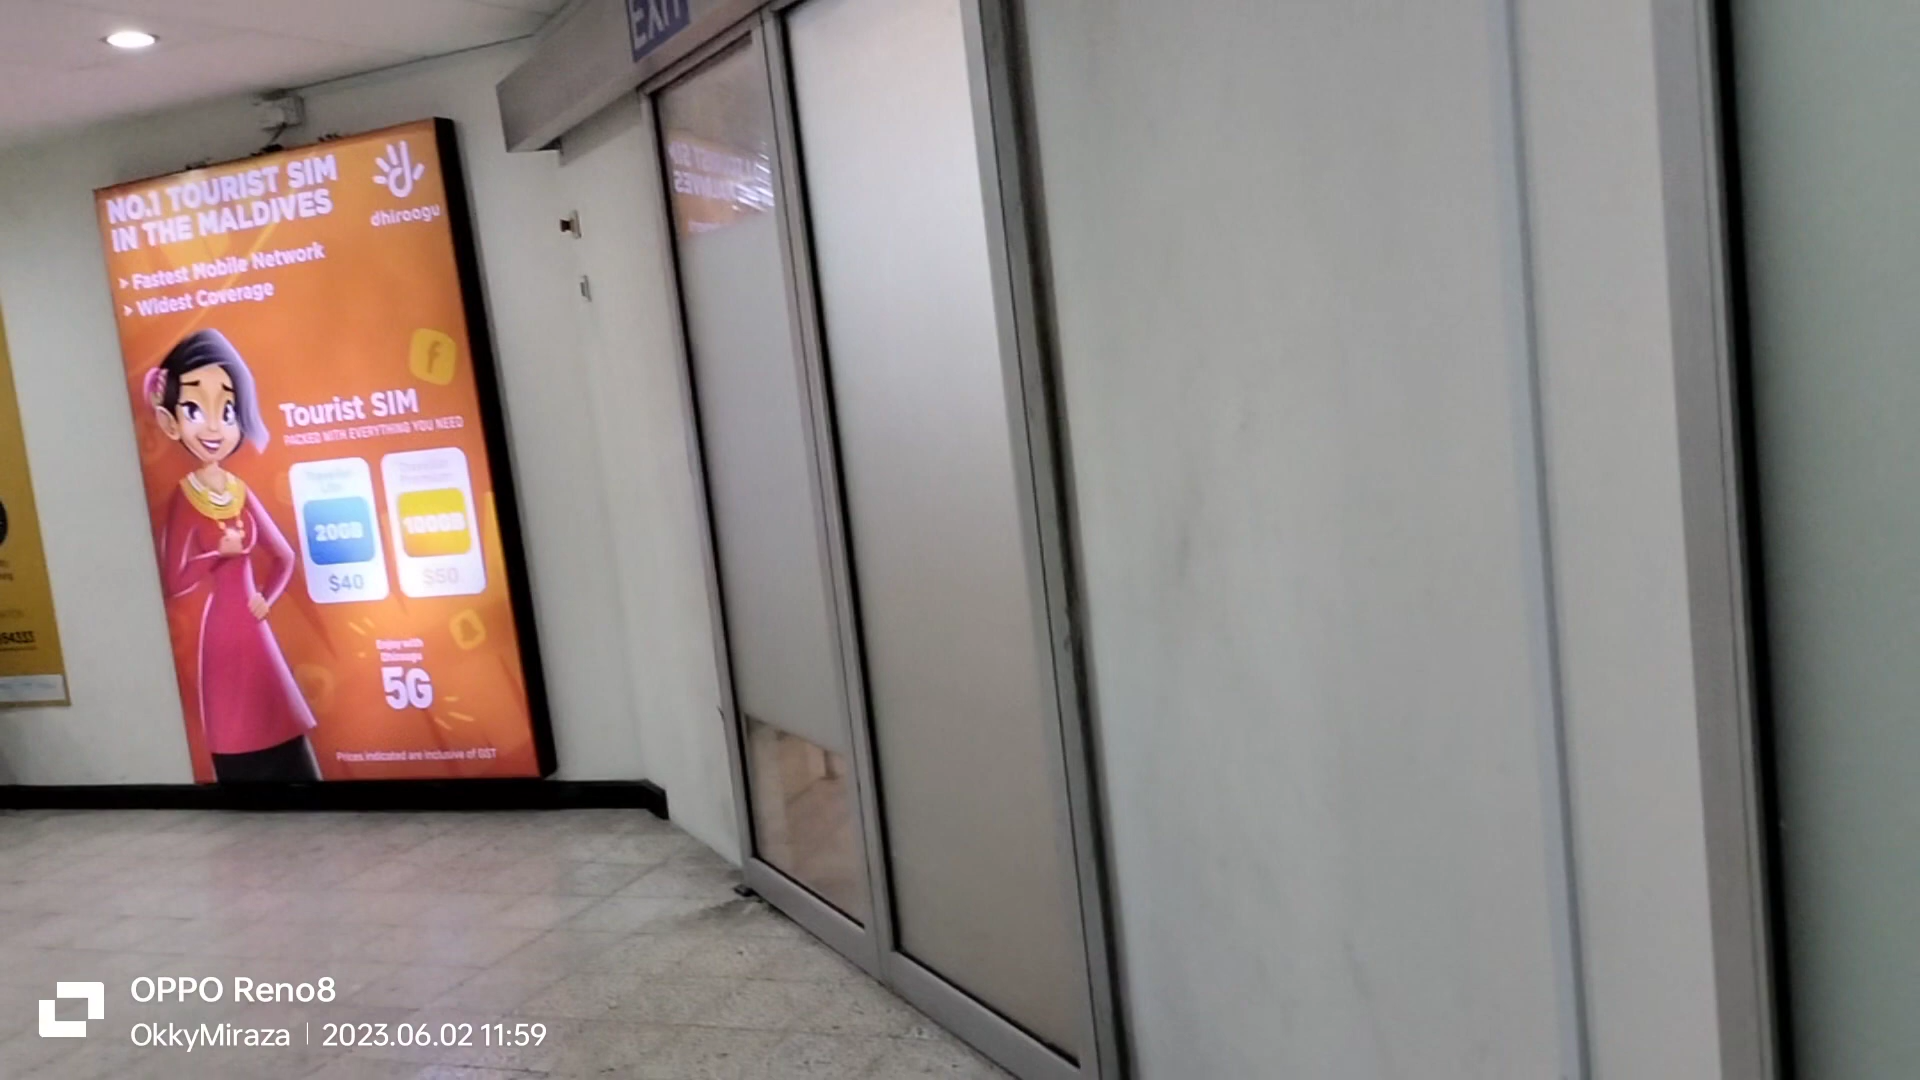 EXIT
NO.1 TOURIST SIM
IN THE MALDIVES
dhiraagu
> Fastest Mobile Network
> Widest Coverage
f
Tourist SIM
PACKED WITH EVERYTHING YOU NEED
20GB
$40
100GB
$50
Enjoy with
Dhiraagu
5G
Prices indicated are inclusive of GST
54333
OPPO Reno8
OkkyMiraza | 2023.06.02 11:59